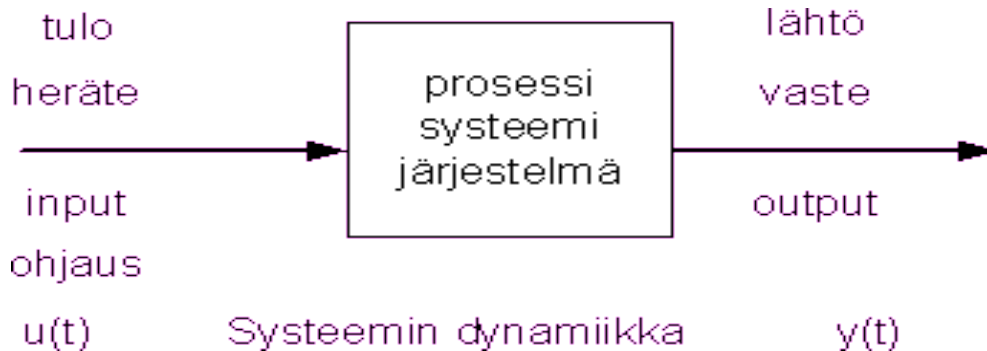 tulo
heräte
input
ohjaus
u(t)
prosessi
systeemi
järjestelmä
Systeemin dynamiikka
lähtö
vaste
output
y(t)